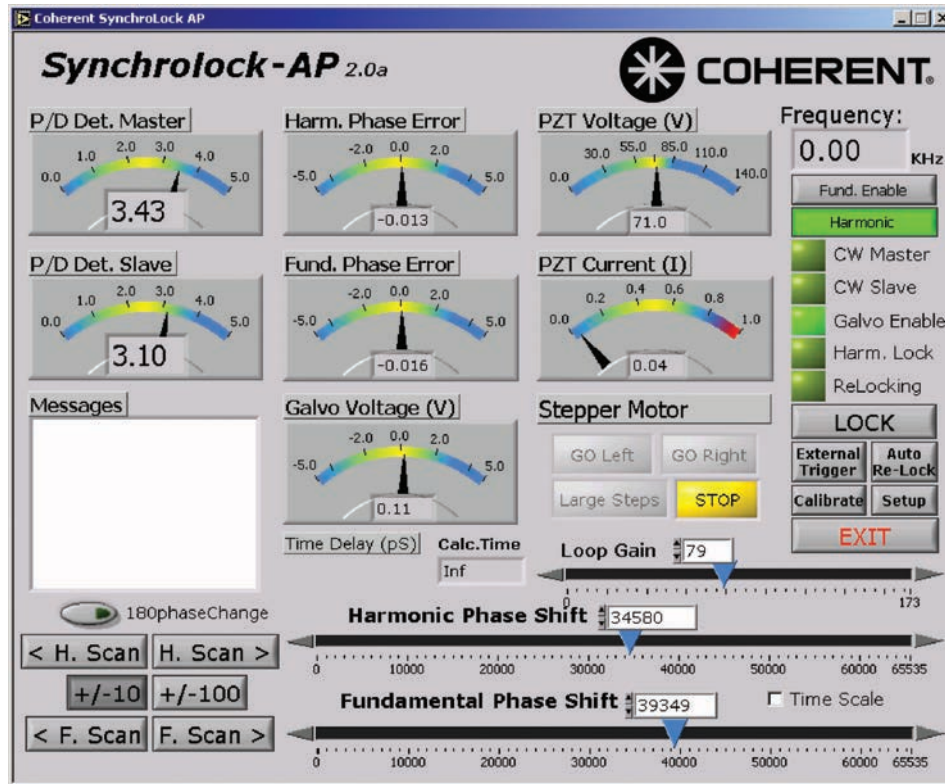 Coherent SynchroLock AP
Synchrolock-AP 2.0a
COHERENT.
P/D Det. Master
0.0 1.0 2.0 3.0 4.0 5.0
3.43
Harm. Phase Error
-5.0 -2.0 0.0 2.0 5.0
-0.013
PZT Voltage (V)
0.0 30.0 55.0 85.0 110.0 140.0
71.0
Frequency:
0.00 KHz
Fund. Enable
Harmonic
CW Master
CW Slave
Galvo Enable
Harm. Lock
ReLocking
P/D Det. Slave
0.0 1.0 2.0 3.0 4.0 5.0
3.10
Fund. Phase Error
-5.0 -2.0 0.0 2.0 5.0
-0.016
PZT Current (I)
0.0 0.2 0.4 0.6 0.8 1.0
0.04
Messages
Galvo Voltage (V)
-5.0 -2.0 0.0 2.0 5.0
0.11
Stepper Motor
GO Left GO Right
Large Steps STOP
LOCK
External Trigger
Auto Re-Lock
Calibrate Setup
EXIT
Time Delay (pS) Calc.Time
Inf
Loop Gain 79
0 173
180phaseChange
Harmonic Phase Shift 34580
0 10000 20000 30000 40000 50000 60000 65535
< H. Scan H. Scan >
+/-10 +/-100
< F. Scan F. Scan >
Fundamental Phase Shift 39349
Time Scale
0 10000 20000 30000 40000 50000 60000 65535